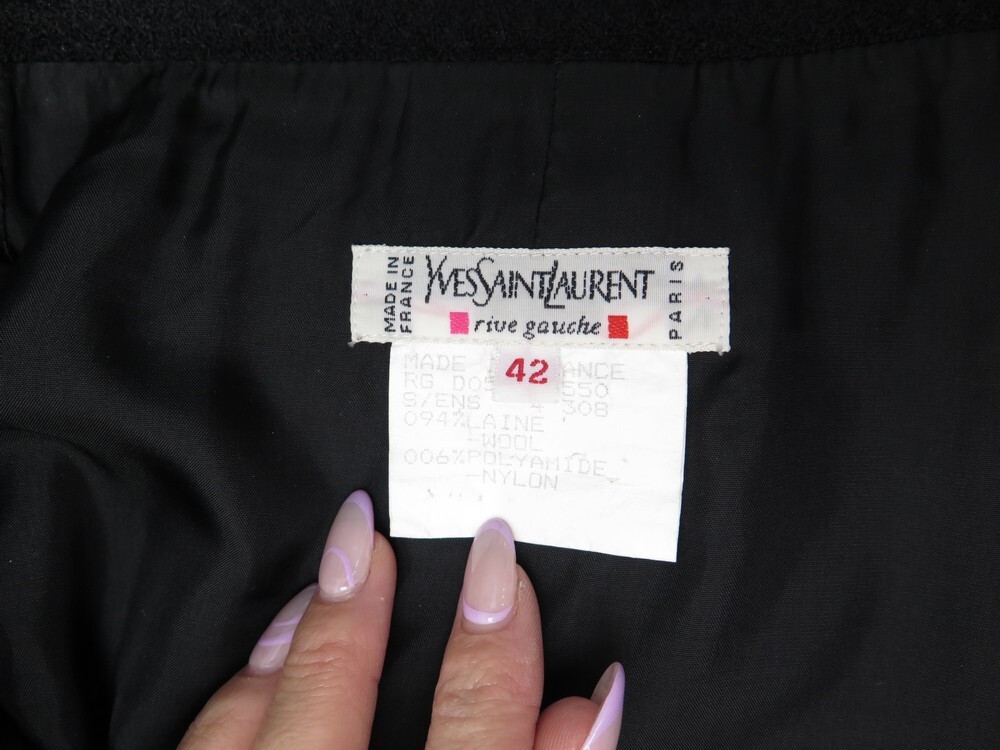 MADE IN
FRANCE
YVES SAINT LAURENT
rive gauche
PARIS
42
MADE ANCE
RG DOS 550
S/ENS 308
094%LAINE
-WOOL
006%POLYAMIDE
-NYLON